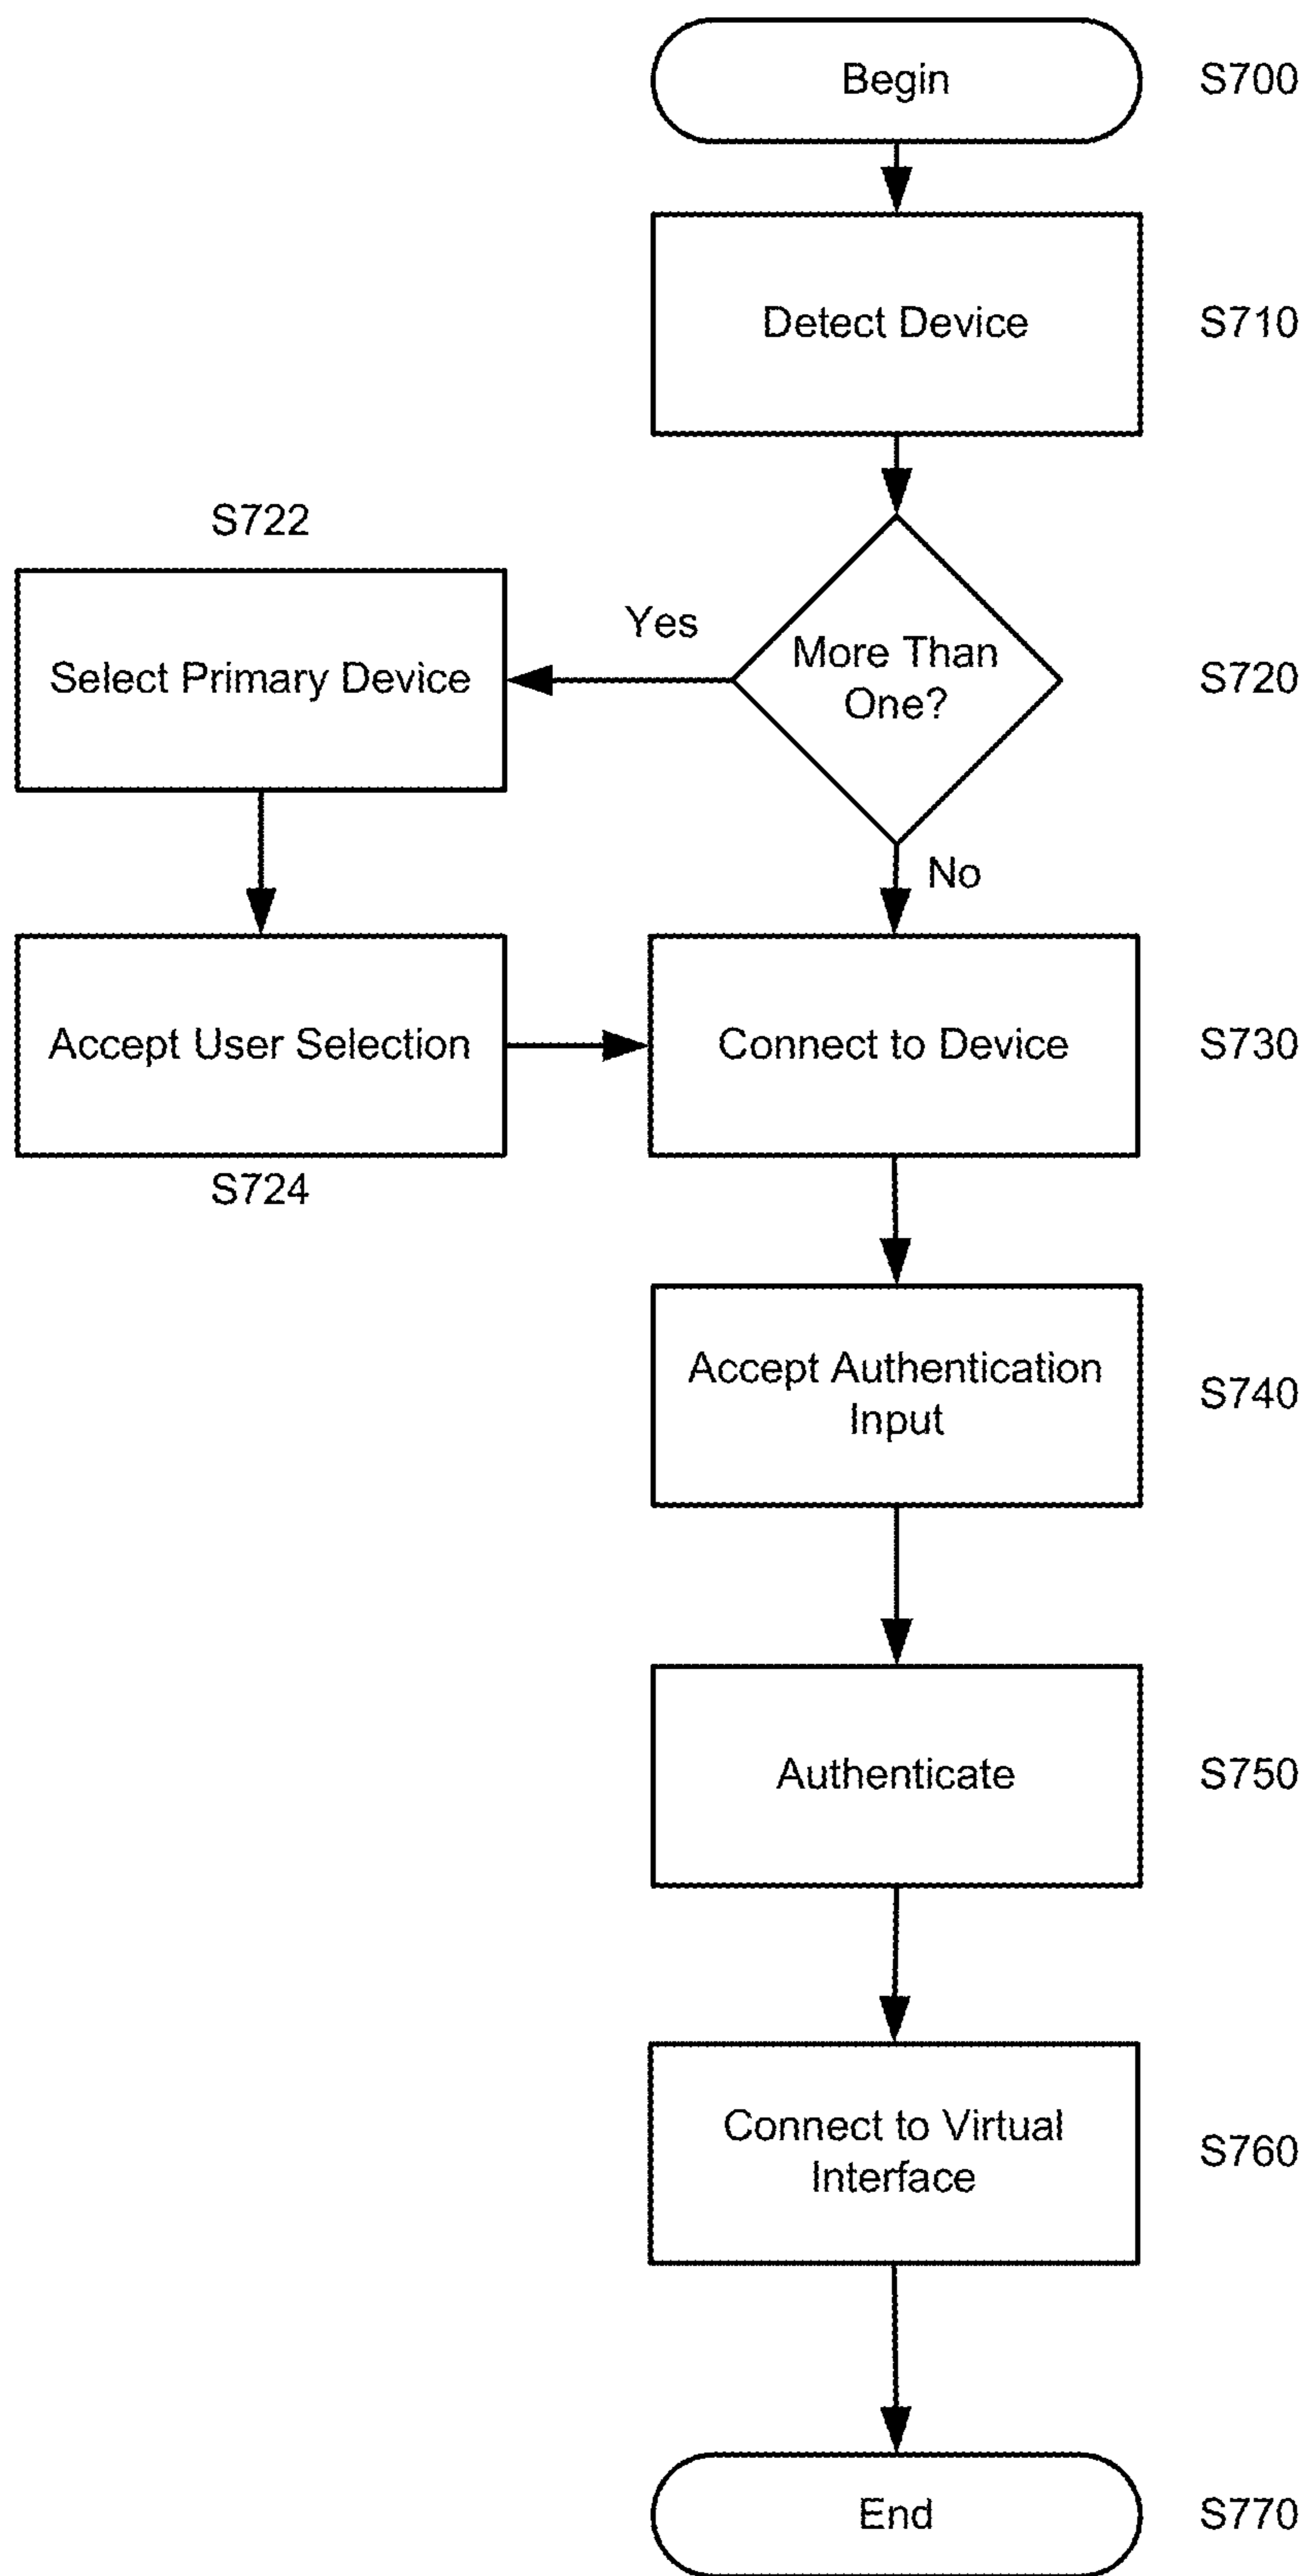 Begin
S700
Detect Device
S710
S722
Yes
Select Primary Device
More Than
One?
S720
No
Accept User Selection
Connect to Device
S730
S724
Accept Authentication
Input
S740
Authenticate
S750
Connect to Virtual
Interface
S760
End
S770